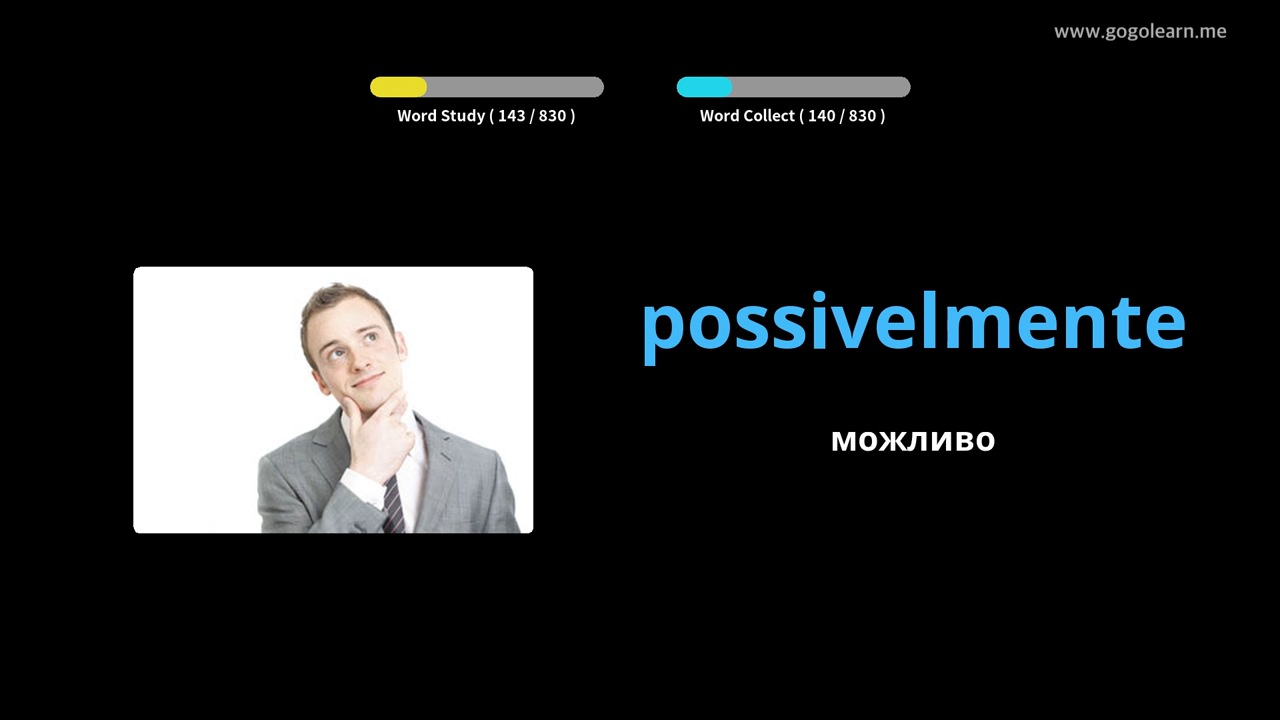 www.gogolearn.me
Word Study ( 143 / 830 )
Word Collect ( 140 / 830 )
possivelmente
можливо